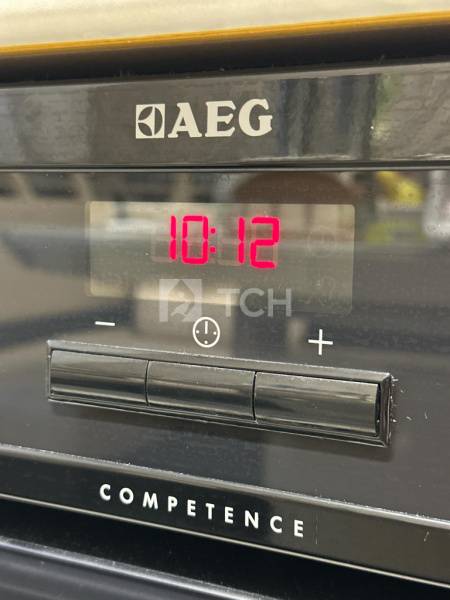 AEG
10:12
TCH
− +
COMPETENCE